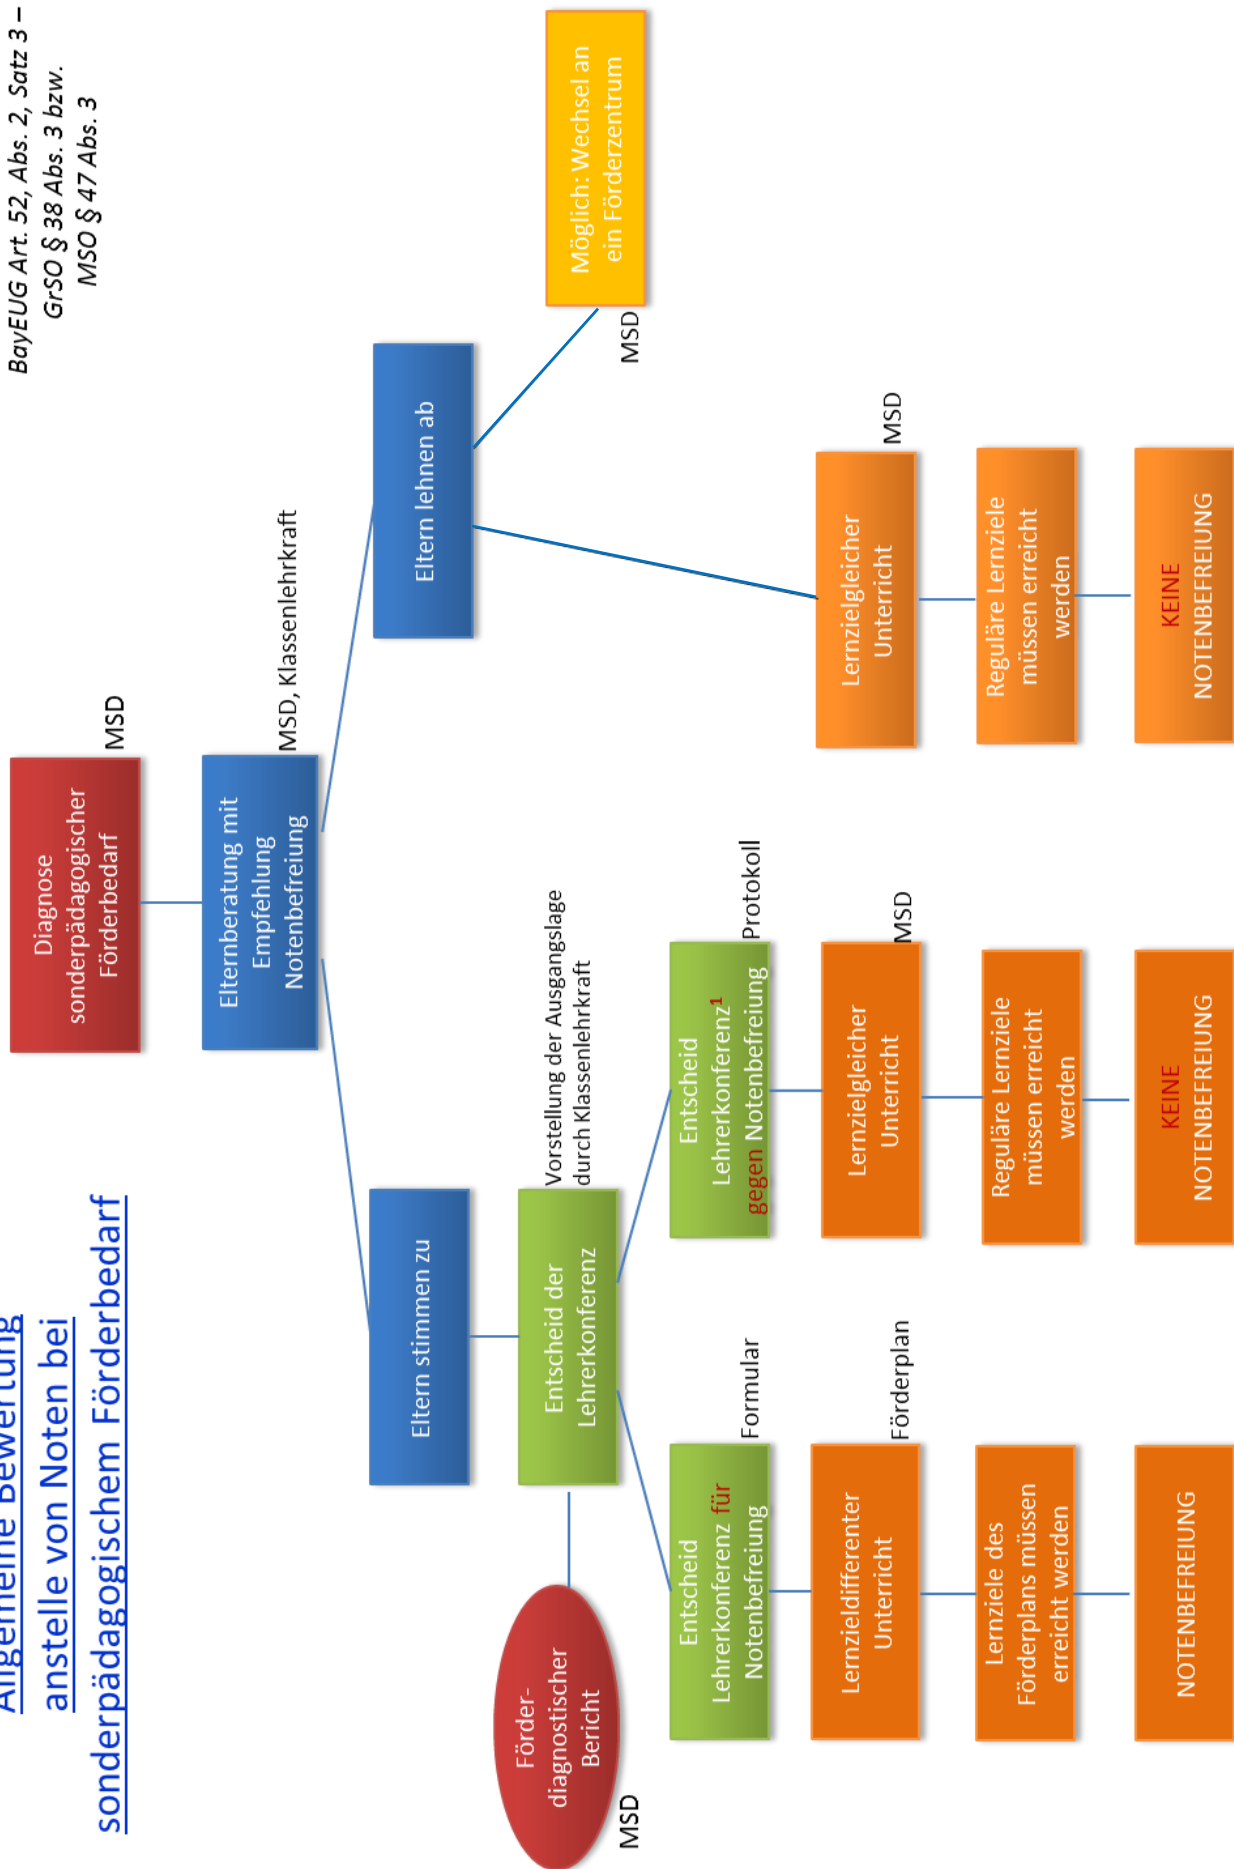 Allgemeine Bewertung
anstelle von Noten bei
sonderpädagogischem Förderbedarf
BayEUG Art. 52, Abs. 2, Satz 3 –
GrSO § 38 Abs. 3 bzw.
MSO § 47 Abs. 3
Diagnose
sonderpädagogischer
Förderbedarf
MSD
Elternberatung mit
Empfehlung
Notenbefreiung
MSD, Klassenlehrkraft
Eltern stimmen zu
Eltern lehnen ab
Förder-
diagnostischer
Bericht
MSD
Entscheid der
Lehrerkonferenz
Vorstellung der Ausgangslage
durch Klassenlehrkraft
Möglich: Wechsel an
ein Förderzentrum
MSD
Entscheid
Lehrerkonferenz für
Notenbefreiung
Formular
Entscheid
Lehrerkonferenz¹
gegen Notenbefreiung
Protokoll
Lernzieldifferenter
Unterricht
Förderplan
Lernzielgleicher
Unterricht
MSD
Lernzielgleicher
Unterricht
MSD
Lernziele des
Förderplans müssen
erreicht werden
Reguläre Lernziele
müssen erreicht
werden
Reguläre Lernziele
müssen erreicht
werden
NOTENBEFREIUNG
KEINE
NOTENBEFREIUNG
KEINE
NOTENBEFREIUNG